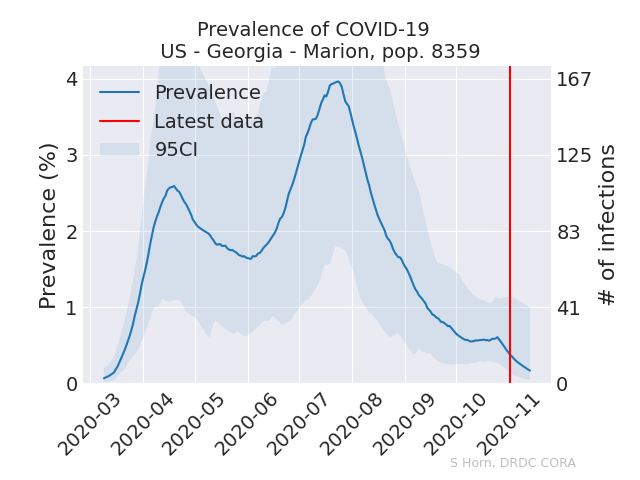 Prevalence of COVID-19
US - Georgia - Marion, pop. 8359
Prevalence
Latest data
95CI
Prevalence (%)
4
3
2
1
0
167
125
83
41
0
# of infections
2020-03
2020-04
2020-05
2020-06
2020-07
2020-08
2020-09
2020-10
2020-11
S Horn, DRDC CORA